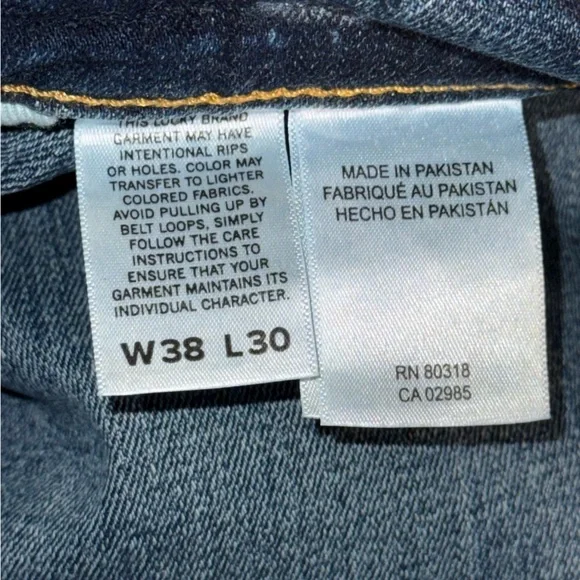 THIS LUCKY BRAND
GARMENT MAY HAVE
INTENTIONAL RIPS
OR HOLES. COLOR MAY
TRANSFER TO LIGHTER
COLORED FABRICS.
AVOID PULLING UP BY
BELT LOOPS, SIMPLY
FOLLOW THE CARE
INSTRUCTIONS TO
ENSURE THAT YOUR
GARMENT MAINTAINS ITS
INDIVIDUAL CHARACTER.
W38 L30
MADE IN PAKISTAN
FABRIQUÉ AU PAKISTAN
HECHO EN PAKISTÁN
RN 80318
CA 02985